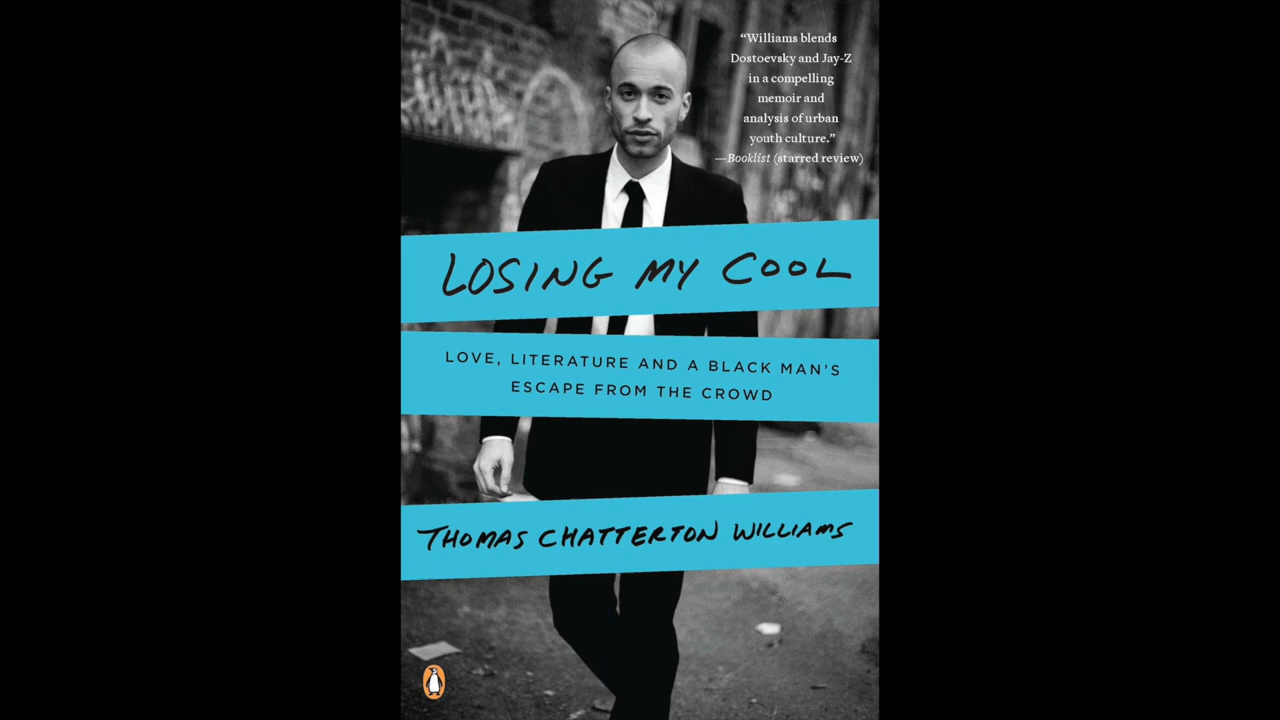 “Williams blends
Dostoevsky and Jay-Z
in a compelling
memoir and
analysis of urban
youth culture.”
—Booklist (starred review)
LOSING MY COOL
LOVE, LITERATURE AND A BLACK MAN’S
ESCAPE FROM THE CROWD
THOMAS CHATTERTON WILLIAMS